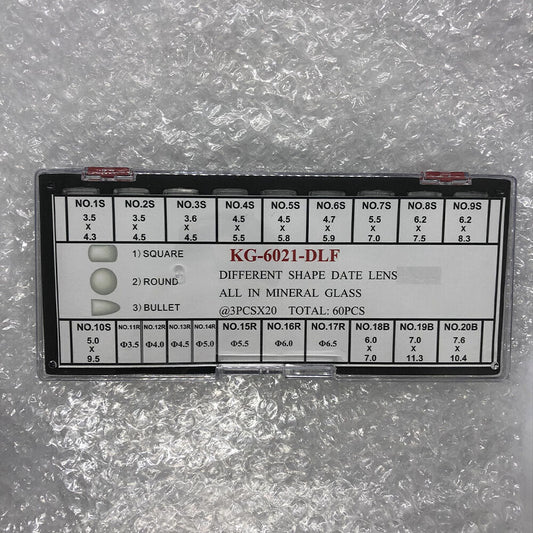 NO.1S NO.2S NO.3S NO.4S NO.5S NO.6S NO.7S NO.8S NO.9S
3.5 3.5 3.6 4.5 4.5 4.7 5.5 6.2 6.2
X X X X X X X X X
4.3 4.5 4.5 5.5 5.8 5.9 7.0 7.5 8.3
1) SQUARE
2) ROUND
3) BULLET
KG-6021-DLF
DIFFERENT SHAPE DATE LENS
ALL IN MINERAL GLASS
@3PCSX20 TOTAL: 60PCS
NO.10S NO.11R NO.12R NO.13R NO.14R NO.15R NO.16R NO.17R NO.18B NO.19B NO.20B
5.0 Φ3.5 Φ4.0 Φ4.5 Φ5.0 Φ5.5 Φ6.0 Φ6.5 6.0 7.0 7.6
X X X X
9.5 7.0 11.3 10.4